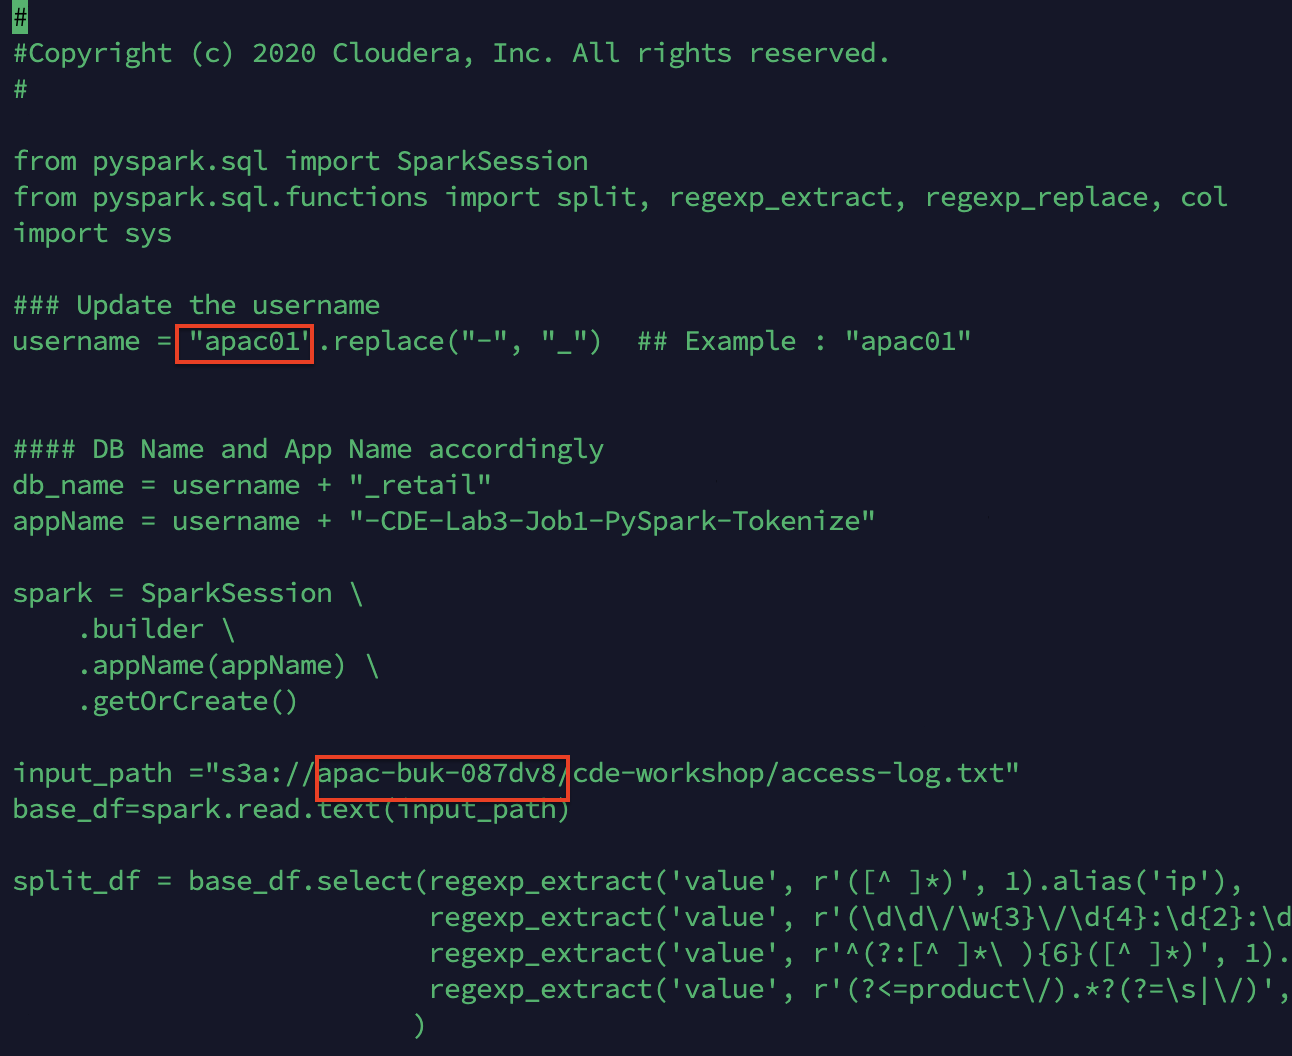 #
#Copyright (c) 2020 Cloudera, Inc. All rights reserved.
#
from pyspark.sql import SparkSession
from pyspark.sql.functions import split, regexp_extract, regexp_replace, col
import sys
### Update the username
username = "apac01".replace("-", "_")  ## Example : "apac01"
#### DB Name and App Name accordingly
db_name = username + "_retail"
appName = username + "-CDE-Lab3-Job1-PySpark-Tokenize"
spark = SparkSession \
    .builder \
    .appName(appName) \
    .getOrCreate()
input_path ="s3a://apac-buk-087dv8/cde-workshop/access-log.txt"
base_df=spark.read.text(input_path)
split_df = base_df.select(regexp_extract('value', r'([^ ]*)', 1).alias('ip'),
                          regexp_extract('value', r'(\d\d\/\w{3}\/\d{4}:\d{2}:\d
                          regexp_extract('value', r'^(?:[^ ]*\ ){6}([^ ]*)', 1).
                          regexp_extract('value', r'(?<=product\/).*?(?=\s|\/)',
                         )